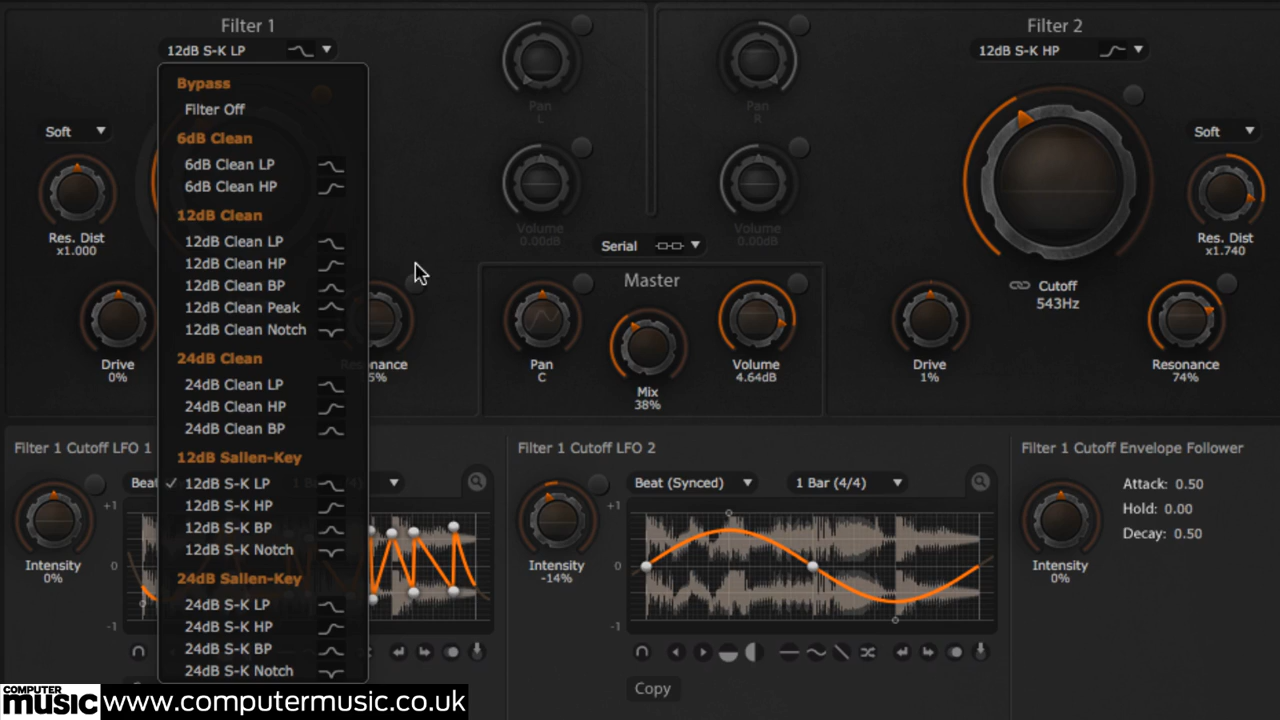 Filter 1
12dB S-K LP
Bypass
Filter Off
6dB Clean
6dB Clean LP
6dB Clean HP
12dB Clean
12dB Clean LP
12dB Clean HP
12dB Clean BP
12dB Clean Peak
12dB Clean Notch
24dB Clean
24dB Clean LP
24dB Clean HP
24dB Clean BP
12dB Sallen-Key
✓ 12dB S-K LP
12dB S-K HP
12dB S-K BP
12dB S-K Notch
24dB Sallen-Key
24dB S-K LP
24dB S-K HP
24dB S-K BP
24dB S-K Notch
Soft
Res. Dist
x1.000
Drive
0%
Pan
L
Volume
0.00dB
Pan
R
Volume
0.00dB
Serial
Master
Pan
C
Mix
38%
Volume
4.64dB
Filter 2
12dB S-K HP
Soft
Res. Dist
x1.740
Cutoff
543Hz
Drive
1%
Resonance
74%
Filter 1 Cutoff LFO 1
+1
0
-1
Intensity
0%
Filter 1 Cutoff LFO 2
Beat (Synced)
1 Bar (4/4)
+1
0
-1
Intensity
-14%
Copy
Filter 1 Cutoff Envelope Follower
Attack: 0.50
Hold: 0.00
Decay: 0.50
Intensity
0%
COMPUTER
music
www.computermusic.co.uk